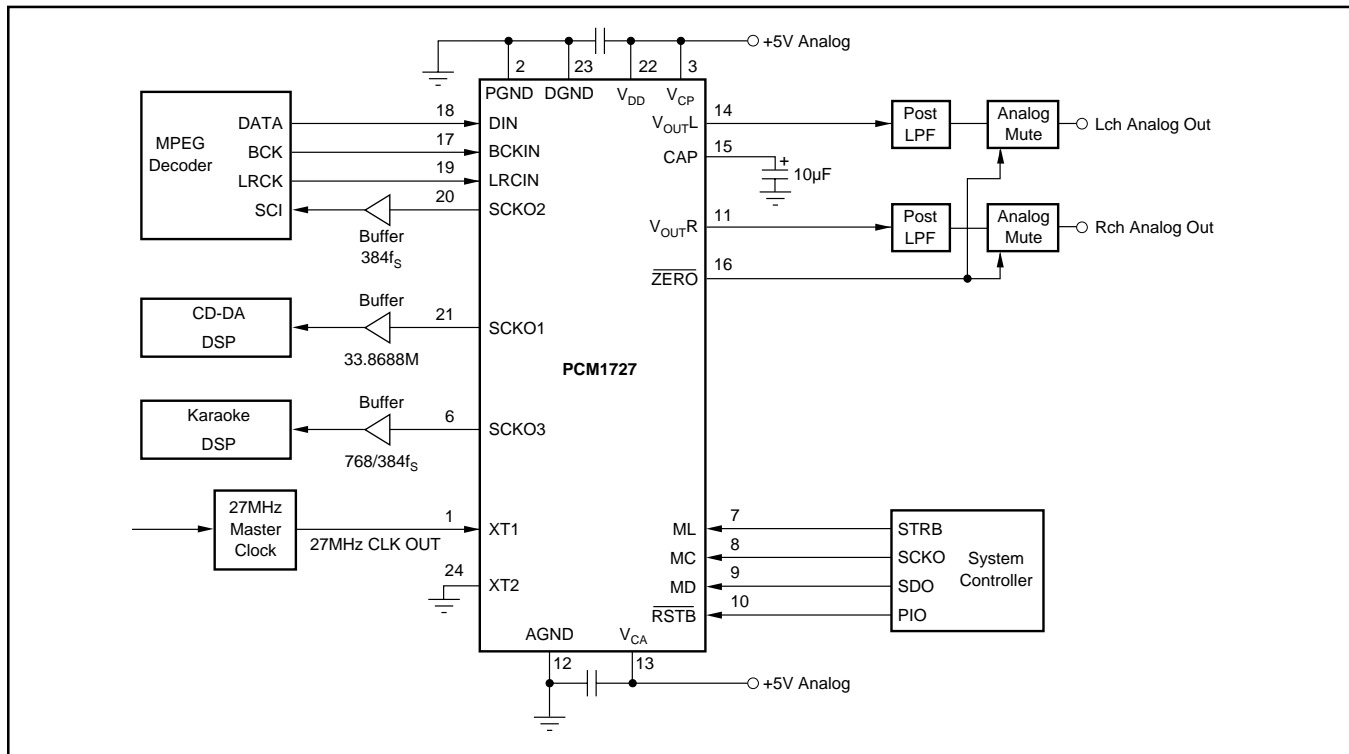 +5V Analog
2 23 22 3
PGND DGND VDD VCP
MPEG
Decoder
DATA 18 DIN
BCK 17 BCKIN
LRCK 19 LRCIN
SCI 20 SCKO2
Buffer
384fS
VOUTL 14
Post
LPF
Analog
Mute
Lch Analog Out
CAP 15
+
10µF
VOUTR 11
Post
LPF
Analog
Mute
Rch Analog Out
ZERO 16
CD-DA
DSP
Buffer
33.8688M
21 SCKO1
PCM1727
Karaoke
DSP
Buffer
768/384fS
6 SCKO3
27MHz
Master
Clock
27MHz CLK OUT
1 XT1
24 XT2
ML 7 STRB
MC 8 SCKO
MD 9 SDO
RSTB 10 PIO
System
Controller
AGND VCA
12 13
+5V Analog